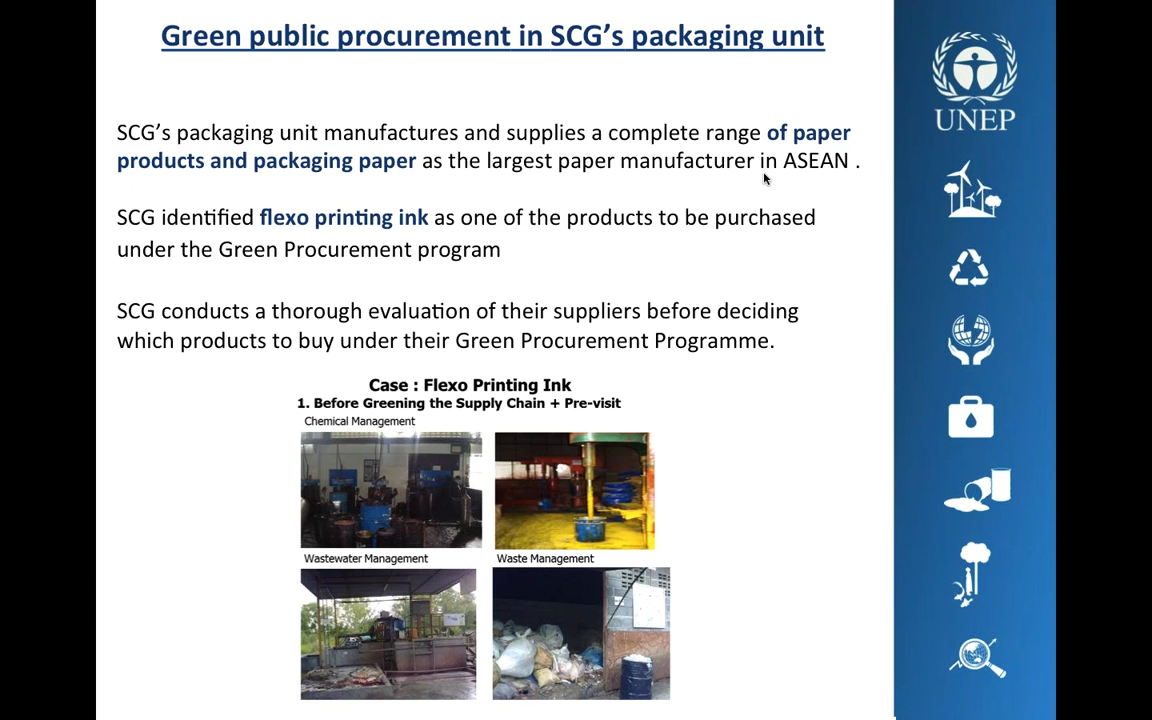 Green public procurement in SCG’s packaging unit
SCG’s packaging unit manufactures and supplies a complete range of paper
products and packaging paper as the largest paper manufacturer in ASEAN .
SCG identified flexo printing ink as one of the products to be purchased
under the Green Procurement program
SCG conducts a thorough evaluation of their suppliers before deciding
which products to buy under their Green Procurement Programme.
Case : Flexo Printing Ink
1. Before Greening the Supply Chain + Pre-visit
Chemical Management
Wastewater Management
Waste Management
UNEP